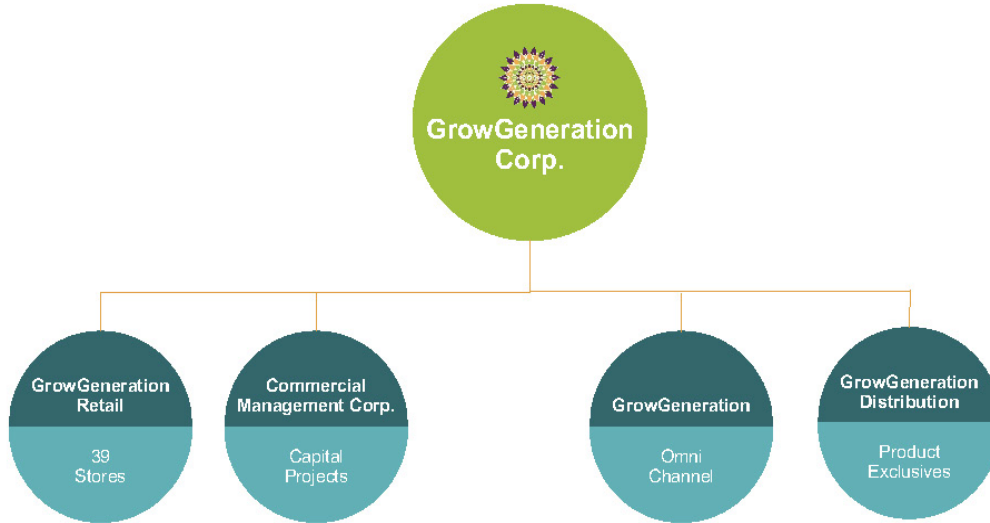 GrowGeneration
Corp.
GrowGeneration
Retail
39
Stores
Commercial
Management Corp.
Capital
Projects
GrowGeneration
Omni
Channel
GrowGeneration
Distribution
Product
Exclusives